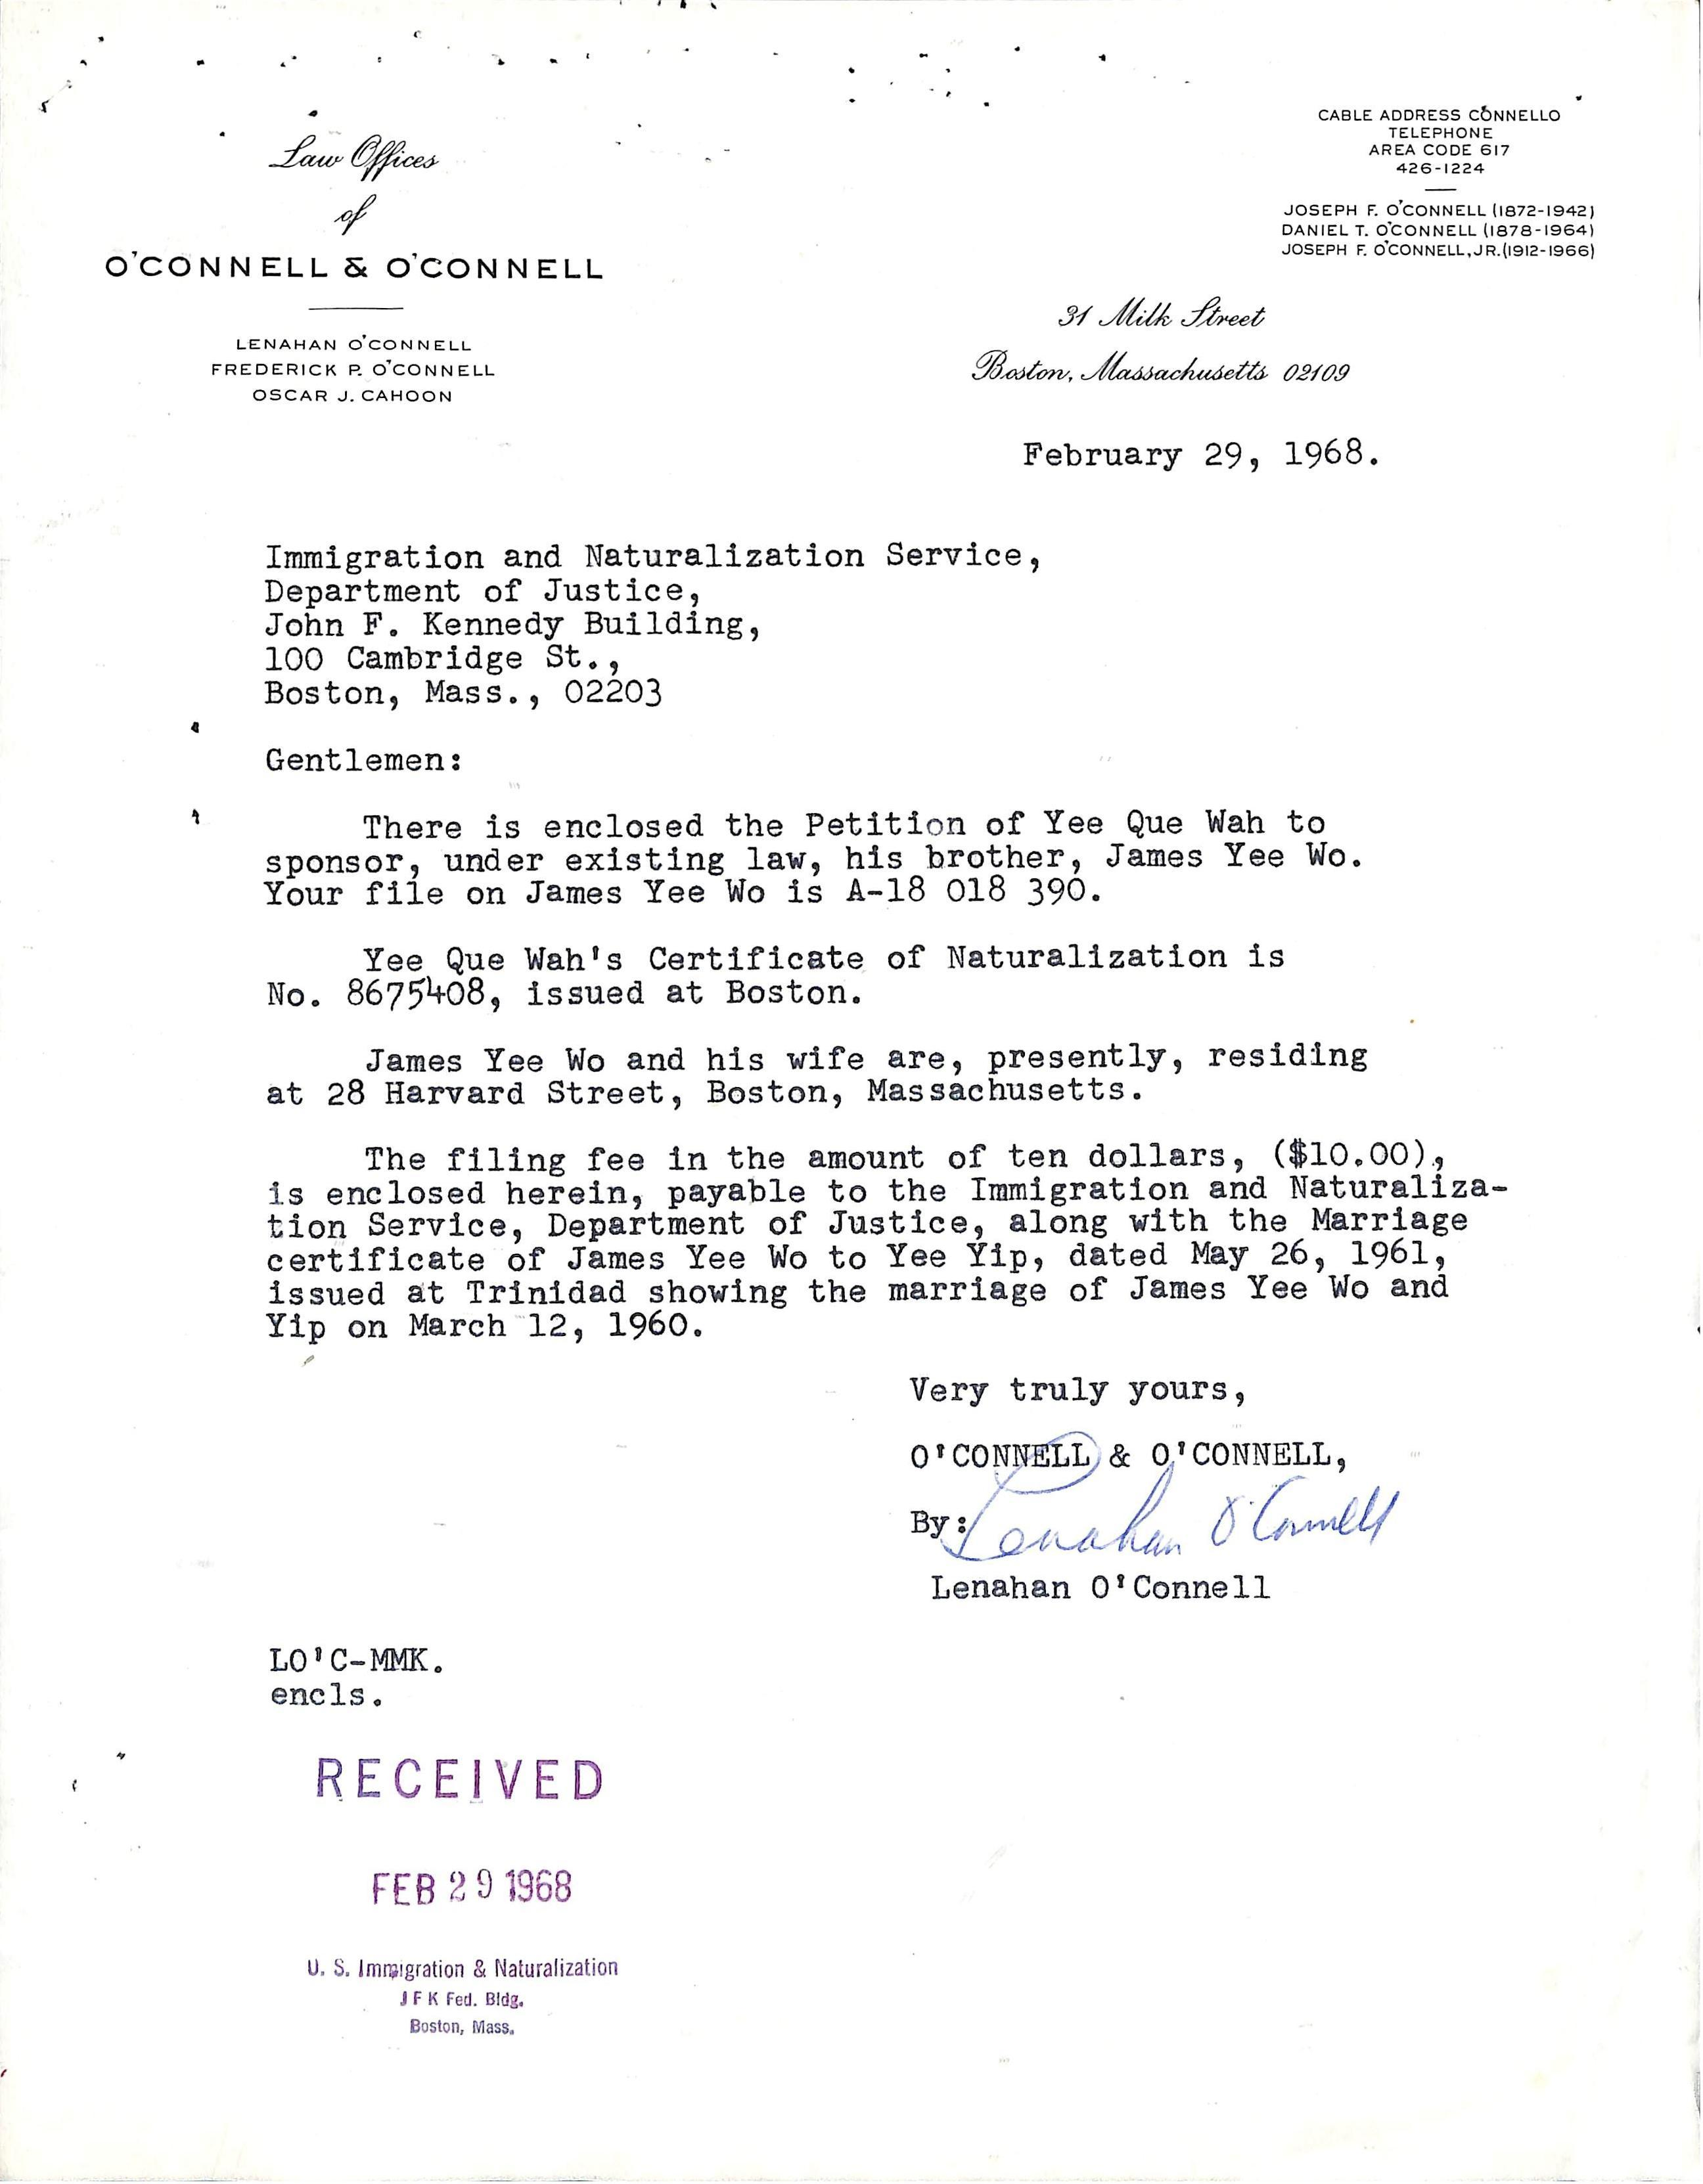 Law Offices
of
O'CONNELL & O'CONNELL
LENAHAN O'CONNELL
FREDERICK P. O'CONNELL
OSCAR J. CAHOON
CABLE ADDRESS CONNELLO
TELEPHONE
AREA CODE 617
426-1224
JOSEPH F. O'CONNELL (1872-1942)
DANIEL T. O'CONNELL (1878-1964)
JOSEPH F. O'CONNELL, JR. (1912-1966)
31 Milk Street
Boston, Massachusetts 02109
February 29, 1968.
Immigration and Naturalization Service,
Department of Justice,
John F. Kennedy Building,
100 Cambridge St.,
Boston, Mass., 02203
Gentlemen:
There is enclosed the Petition of Yee Que Wah to
sponsor, under existing law, his brother, James Yee Wo.
Your file on James Yee Wo is A-18 018 390.
Yee Que Wah's Certificate of Naturalization is
No. 8675408, issued at Boston.
James Yee Wo and his wife are, presently, residing
at 28 Harvard Street, Boston, Massachusetts.
The filing fee in the amount of ten dollars, ($10.00),
is enclosed herein, payable to the Immigration and Naturaliza-
tion Service, Department of Justice, along with the Marriage
certificate of James Yee Wo to Yee Yip, dated May 26, 1961,
issued at Trinidad showing the marriage of James Yee Wo and
Yip on March 12, 1960.
Very truly yours,
O'CONNELL & O'CONNELL,
By: Lenahan O'Connell
Lenahan O'Connell
LO'C-MMK.
encls.
RECEIVED
FEB 29 1968
U. S. Immigration & Naturalization
J F K Fed. Bldg.
Boston, Mass.